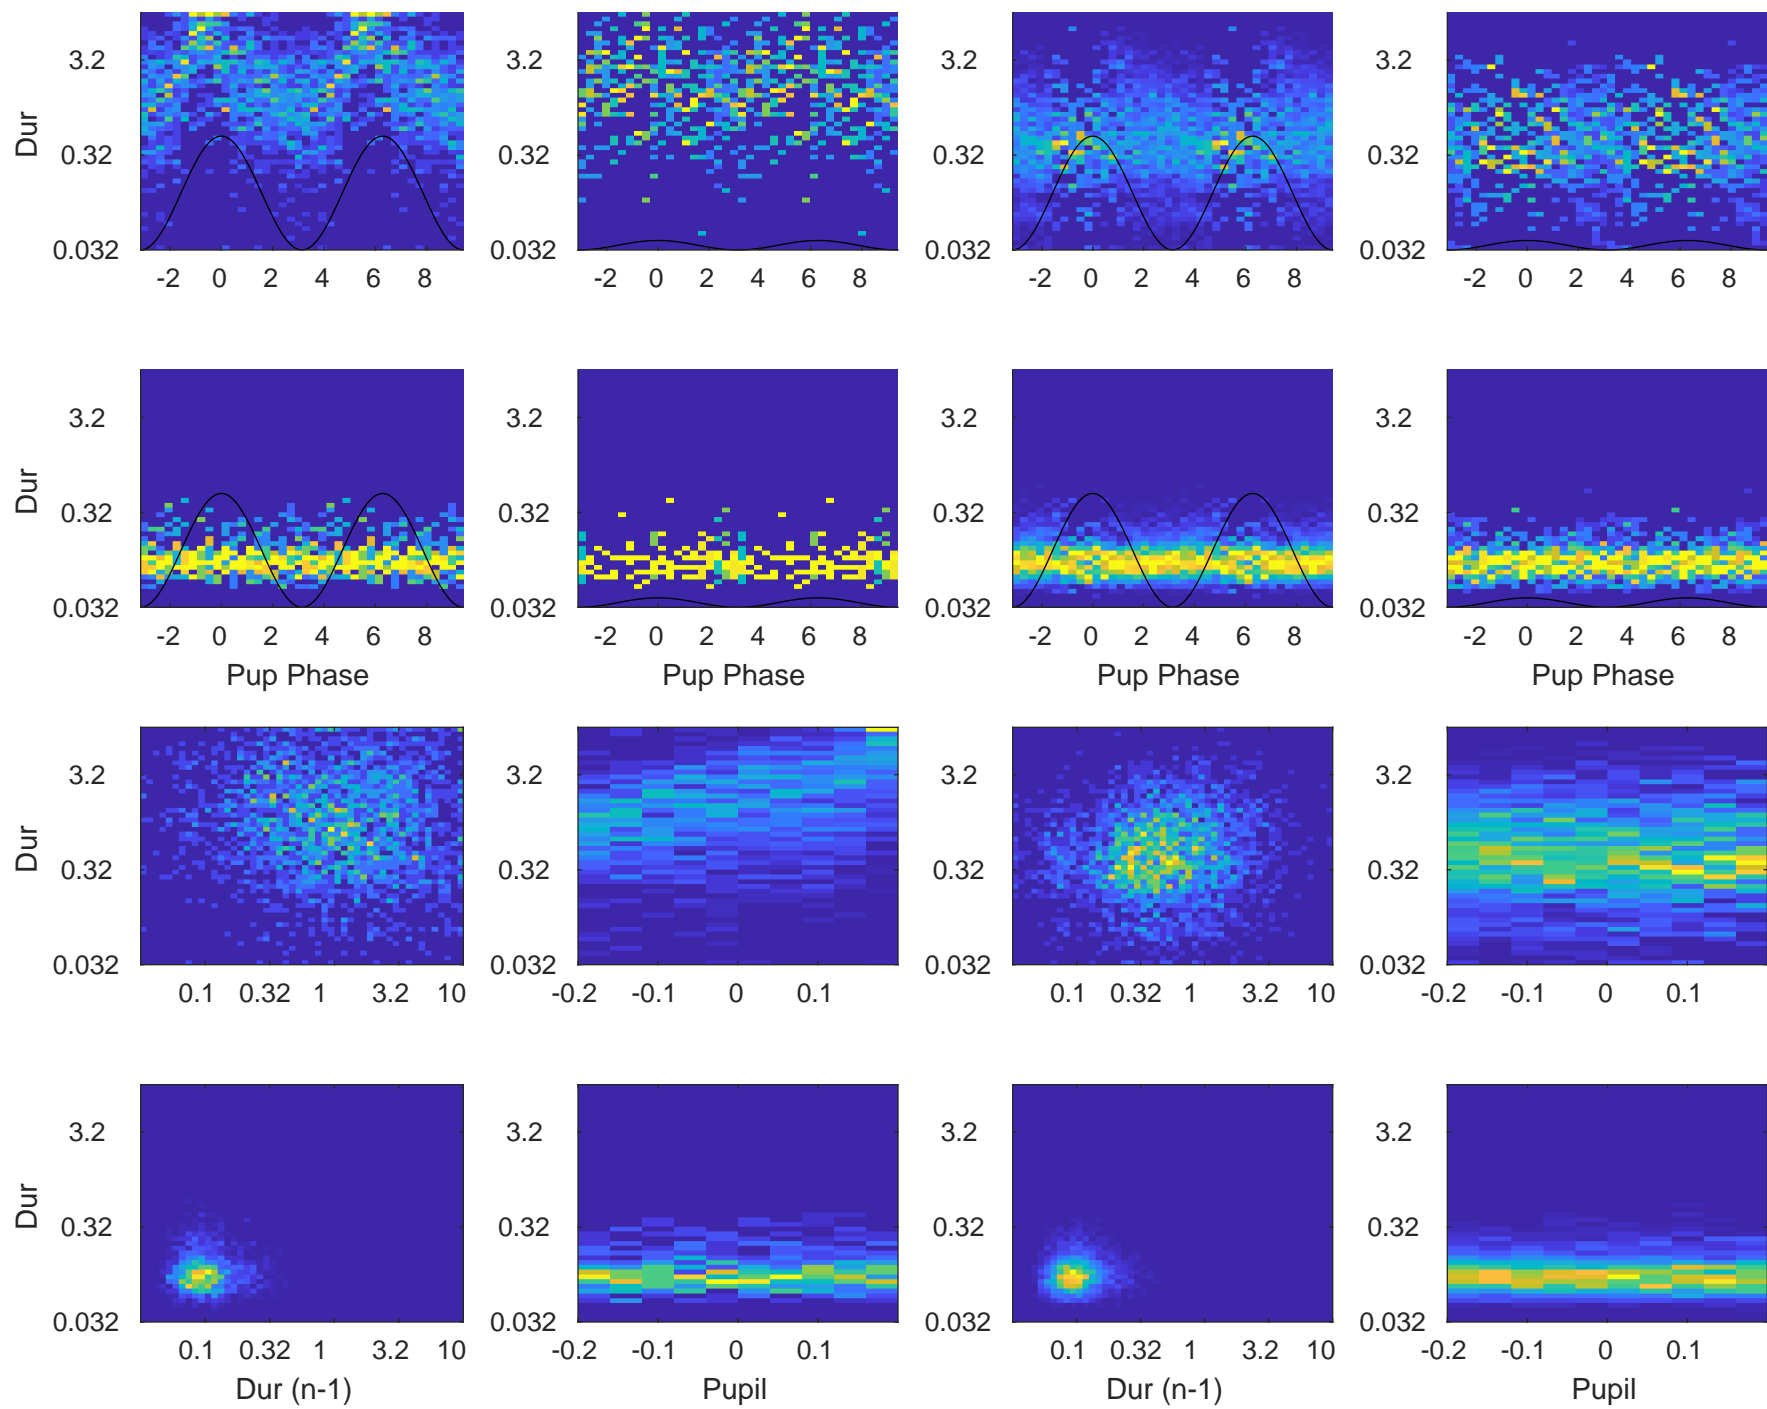 3.2 3.2 3.2 3.2
Dur
0.32 0.32 0.32 0.32
0.032 0.032 0.032 0.032
-2 0 2 4 6 8 -2 0 2 4 6 8 -2 0 2 4 6 8 -2 0 2 4 6 8
3.2 3.2 3.2 3.2
Dur
0.32 0.32 0.32 0.32
0.032 0.032 0.032 0.032
-2 0 2 4 6 8 -2 0 2 4 6 8 -2 0 2 4 6 8 -2 0 2 4 6 8
Pup Phase Pup Phase Pup Phase Pup Phase
3.2 3.2 3.2 3.2
Dur
0.32 0.32 0.32 0.32
0.032 0.032 0.032 0.032
0.1 0.32 1 3.2 10 -0.2 -0.1 0 0.1 0.1 0.32 1 3.2 10 -0.2 -0.1 0 0.1
3.2 3.2 3.2 3.2
Dur
0.32 0.32 0.32 0.32
0.032 0.032 0.032 0.032
0.1 0.32 1 3.2 10 -0.2 -0.1 0 0.1 0.1 0.32 1 3.2 10 -0.2 -0.1 0 0.1
Dur (n-1) Pupil Dur (n-1) Pupil